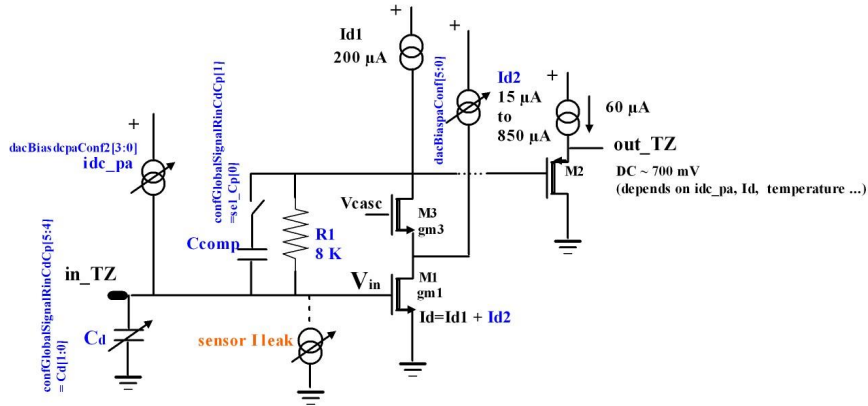 Id1
200 µA
confGlobalSignalRinCdCp[1]
=sel_Cp[0]
dacBiaspaConf[5:0]
Id2
15 µA
to
850 µA
60 µA
out_TZ
M2
DC ~ 700 mV
(depends on idc_pa, Id, temperature ...)
dacBiasdcpaConf2[3:0]
idc_pa
Vcasc
M3
gm3
Ccomp
R1
8 K
in_TZ
Vin
M1
gm1
Id=Id1 + Id2
confGlobalSignalRinCdCp[5:4]
= Cd[1:0]
Cd
sensor I leak
+
+
+
+